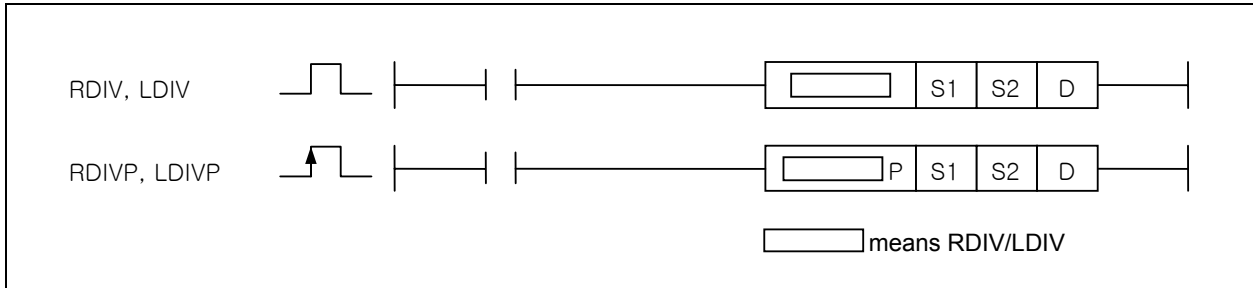 RDIV, LDIV S1 S2 D
RDIVP, LDIVP P S1 S2 D
means RDIV/LDIV